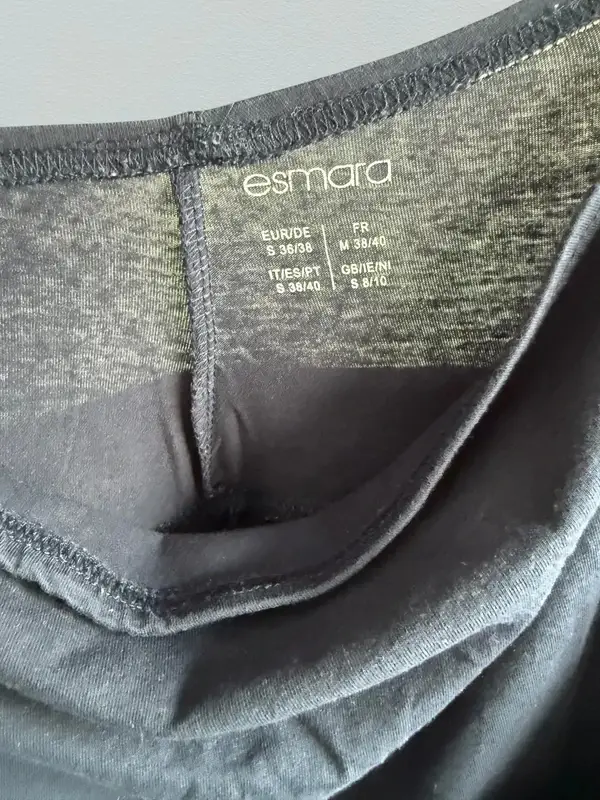 esmara
EUR/DE
S 36/38
FR
M 38/40
IT/ES/PT
S 38/40
GB/IE/NI
S 8/10